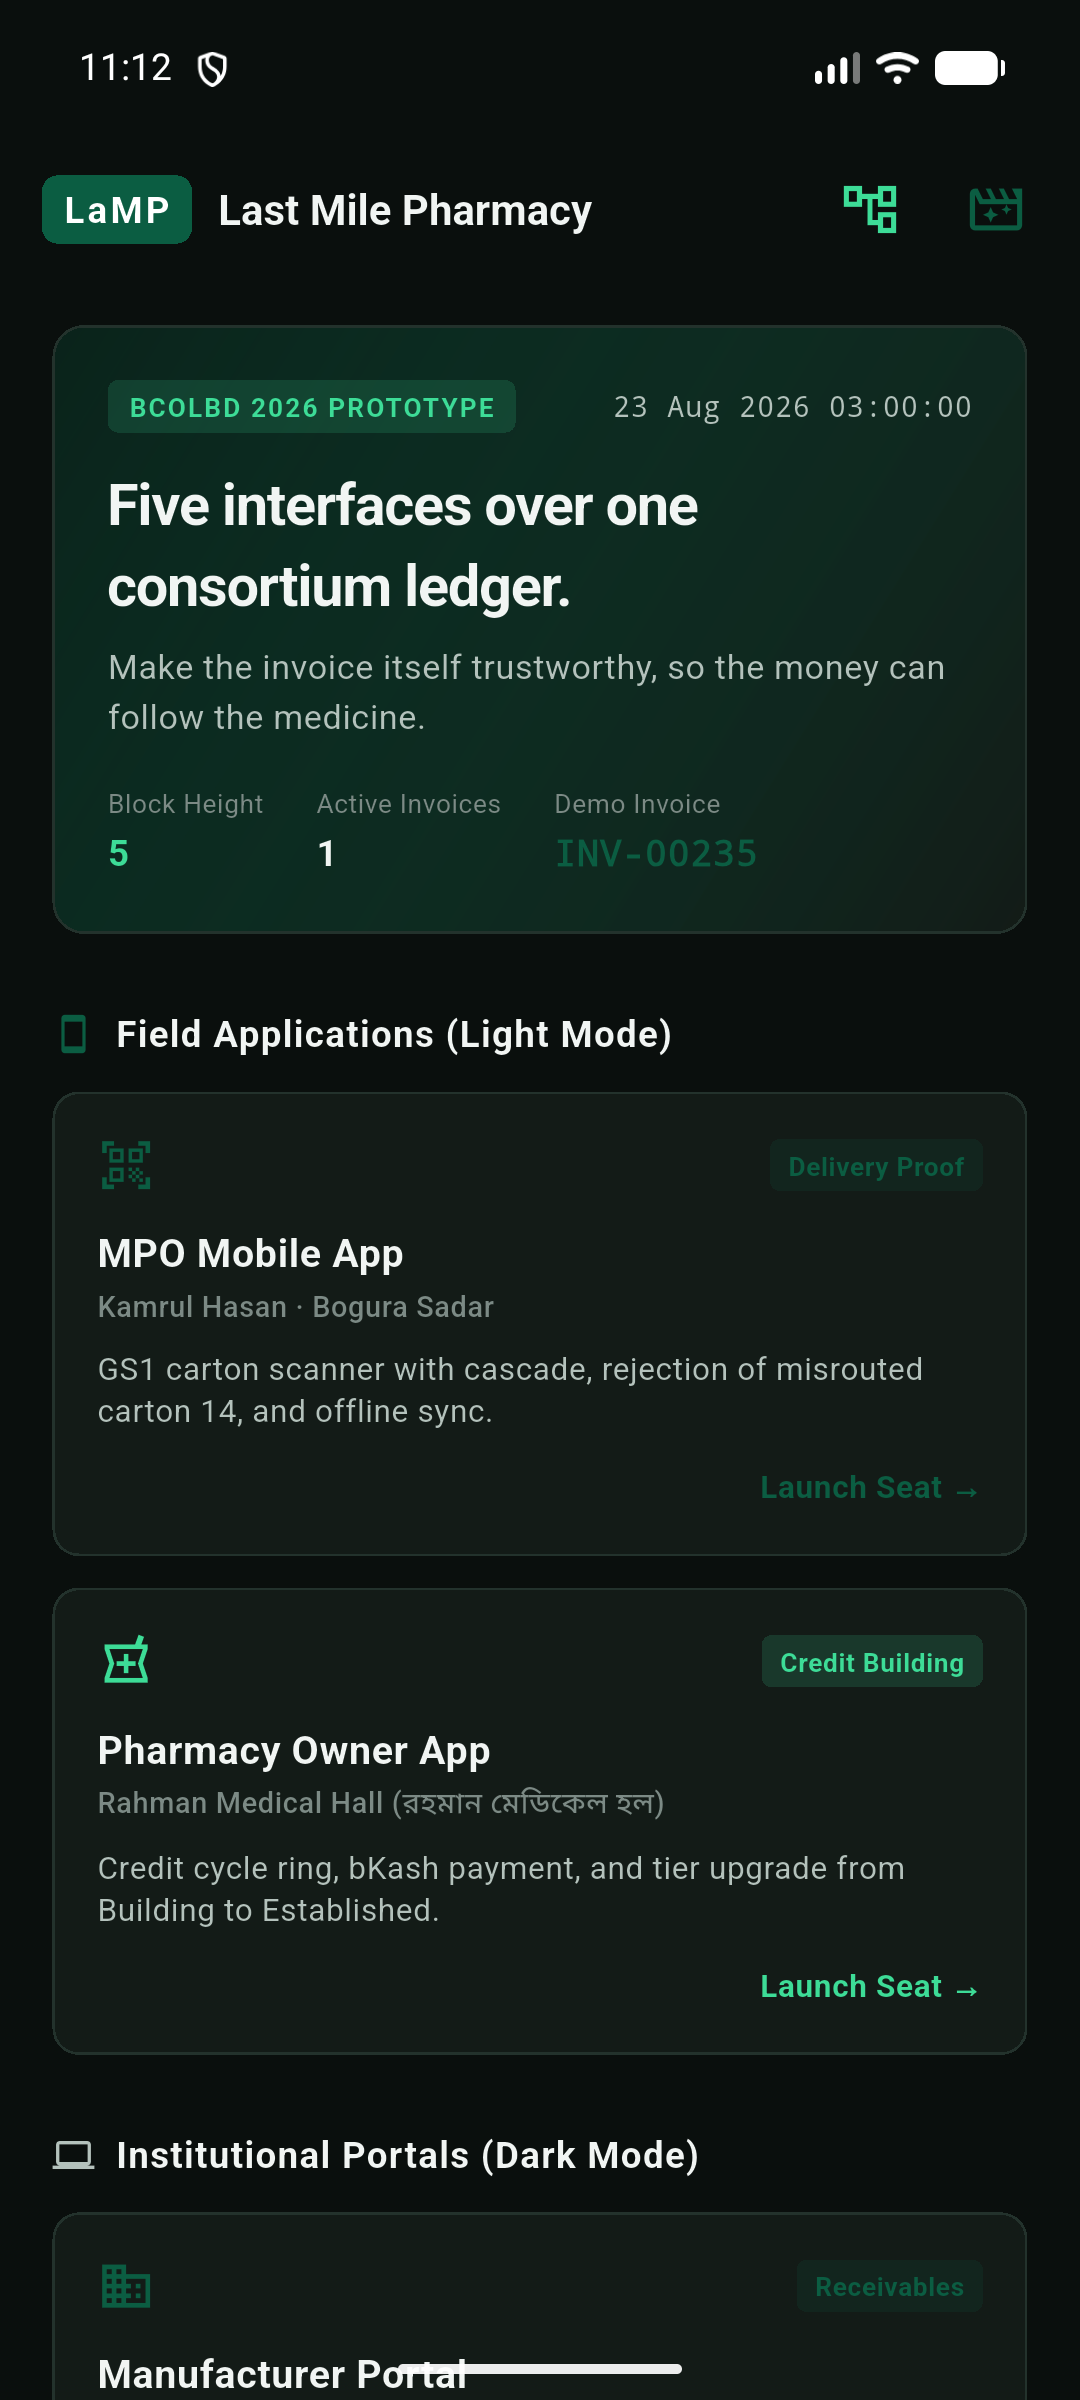 11:12
LaMP Last Mile Pharmacy
BCOLBD 2026 PROTOTYPE 23 Aug 2026 03:00:00
Five interfaces over one
consortium ledger.
Make the invoice itself trustworthy, so the money can
follow the medicine.
Block Height Active Invoices Demo Invoice
5 1 INV-00235
Field Applications (Light Mode)
Delivery Proof
MPO Mobile App
Kamrul Hasan · Bogura Sadar
GS1 carton scanner with cascade, rejection of misrouted
carton 14, and offline sync.
Launch Seat →
Credit Building
Pharmacy Owner App
Rahman Medical Hall (রহমান মেডিকেল হল)
Credit cycle ring, bKash payment, and tier upgrade from
Building to Established.
Launch Seat →
Institutional Portals (Dark Mode)
Receivables
Manufacturer Portal